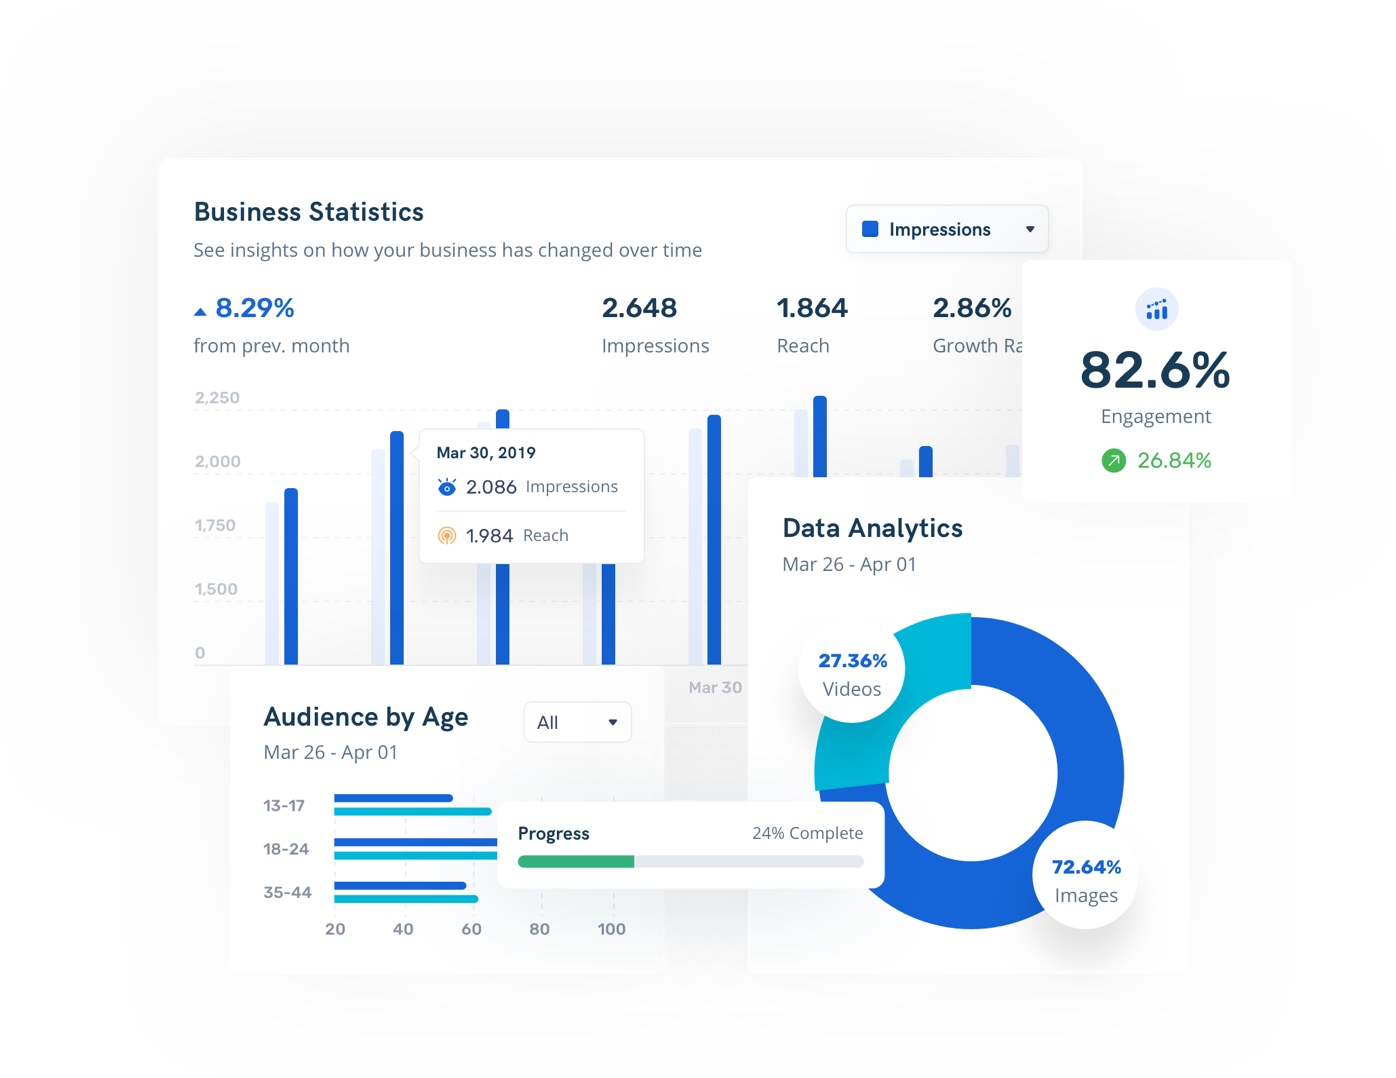 Business Statistics
See insights on how your business has changed over time
Impressions
8.29%
from prev. month
2.648
Impressions
1.864
Reach
2.86%
Growth Ra
82.6%
Engagement
26.84%
2,250
2,000
1,750
1,500
0
Mar 30, 2019
2.086 Impressions
1.984 Reach
Mar 30
Data Analytics
Mar 26 - Apr 01
27.36%
Videos
72.64%
Images
Audience by Age
Mar 26 - Apr 01
All
13-17
18-24
35-44
20 40 60 80 100
Progress
24% Complete